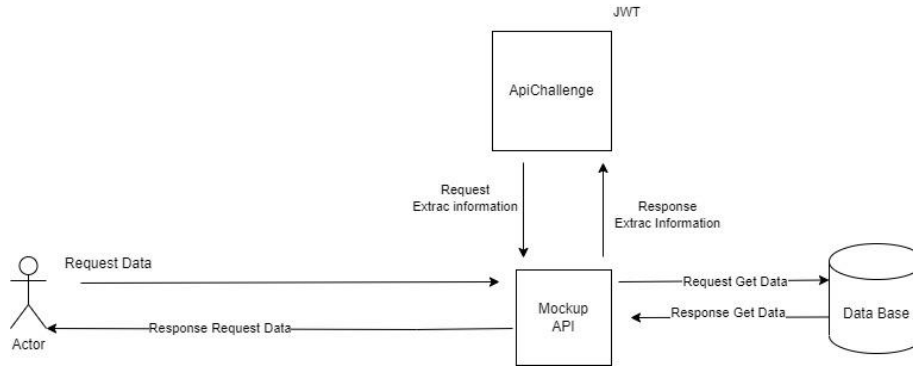 JWT
ApiChallenge
Request
Extrac information
Response
Extrac Information
Request Data
Request Get Data
Mockup
API
Response Get Data
Data Base
Response Request Data
Actor